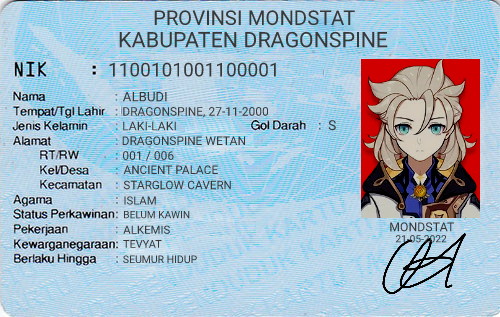 PROVINSI MONDSTAT
KABUPATEN DRAGONSPINE
NIK : 1100101001100001
Nama : ALBUDI
Tempat/Tgl Lahir : DRAGONSPINE, 27-11-2000
Jenis Kelamin : LAKI-LAKI Gol Darah : S
Alamat : DRAGONSPINE WETAN
RT/RW : 001 / 006
Kel/Desa : ANCIENT PALACE
Kecamatan : STARGLOW CAVERN
Agama : ISLAM
Status Perkawinan: BELUM KAWIN
Pekerjaan : ALKEMIS
Kewarganegaraan: TEVYAT
Berlaku Hingga : SEUMUR HIDUP
MONDSTAT
21-05-2022